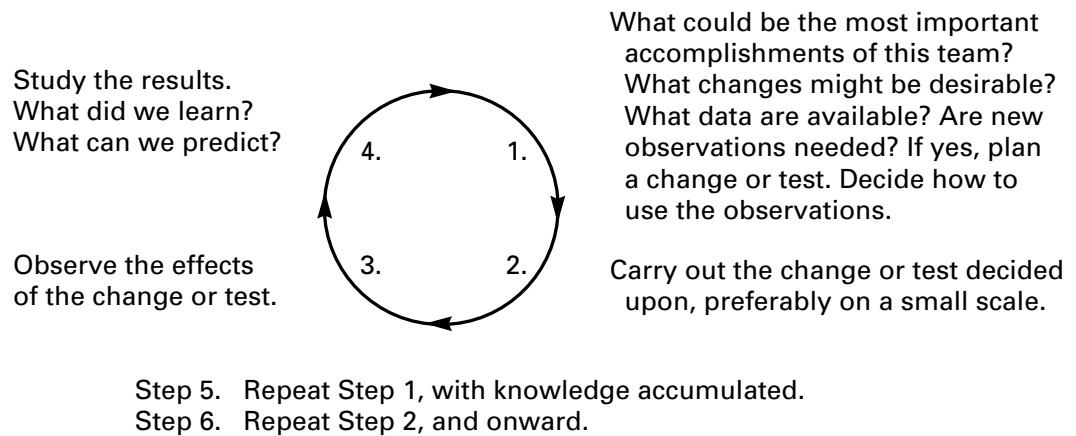 What could be the most important
accomplishments of this team?
What changes might be desirable?
What data are available? Are new
observations needed? If yes, plan
a change or test. Decide how to
use the observations.
Study the results.
What did we learn?
What can we predict?
4.
1.
3.
2.
Observe the effects
of the change or test.
Carry out the change or test decided
upon, preferably on a small scale.
Step 5. Repeat Step 1, with knowledge accumulated.
Step 6. Repeat Step 2, and onward.